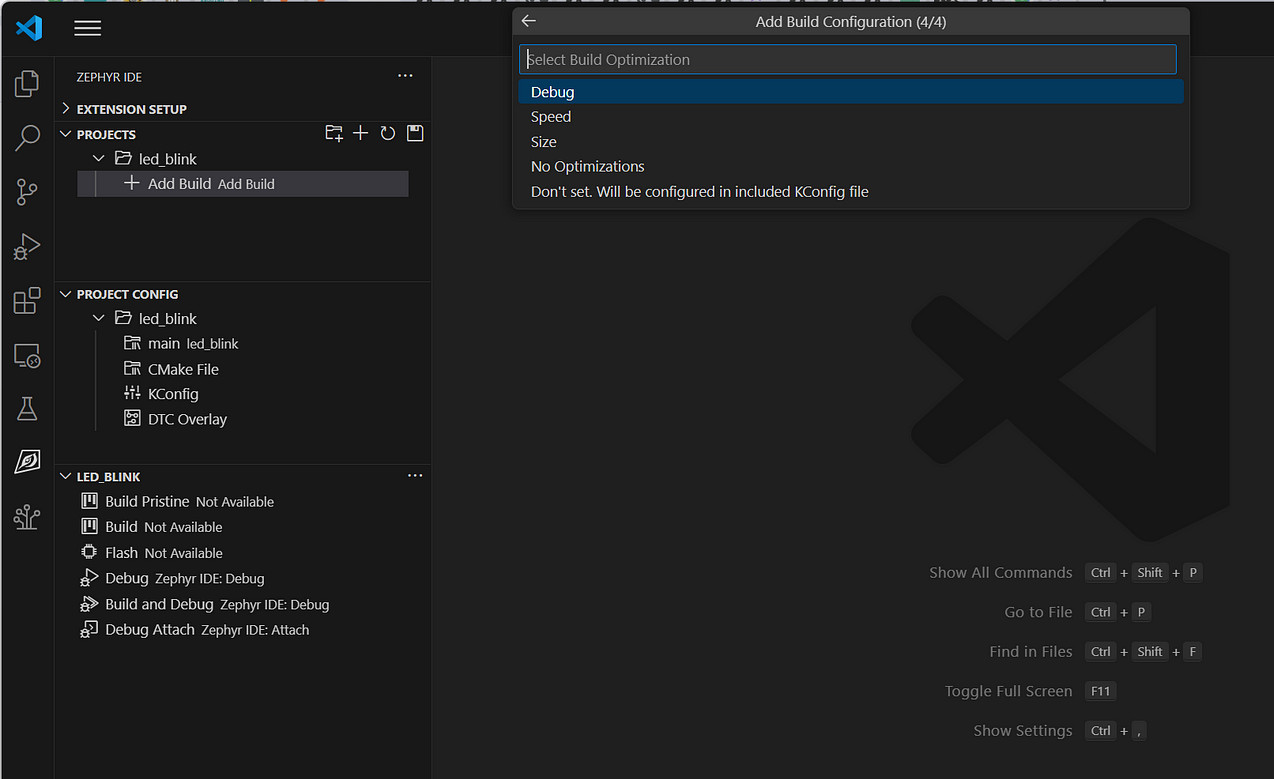 Add Build Configuration (4/4)
Select Build Optimization
Debug
Speed
Size
No Optimizations
Don't set. Will be configured in included KConfig file
ZEPHYR IDE
EXTENSION SETUP
PROJECTS
led_blink
Add Build Add Build
PROJECT CONFIG
led_blink
main led_blink
CMake File
KConfig
DTC Overlay
LED_BLINK
Build Pristine Not Available
Build Not Available
Flash Not Available
Debug Zephyr IDE: Debug
Build and Debug Zephyr IDE: Debug
Debug Attach Zephyr IDE: Attach
Show All Commands Ctrl + Shift + P
Go to File Ctrl + P
Find in Files Ctrl + Shift + F
Toggle Full Screen F11
Show Settings Ctrl + ,